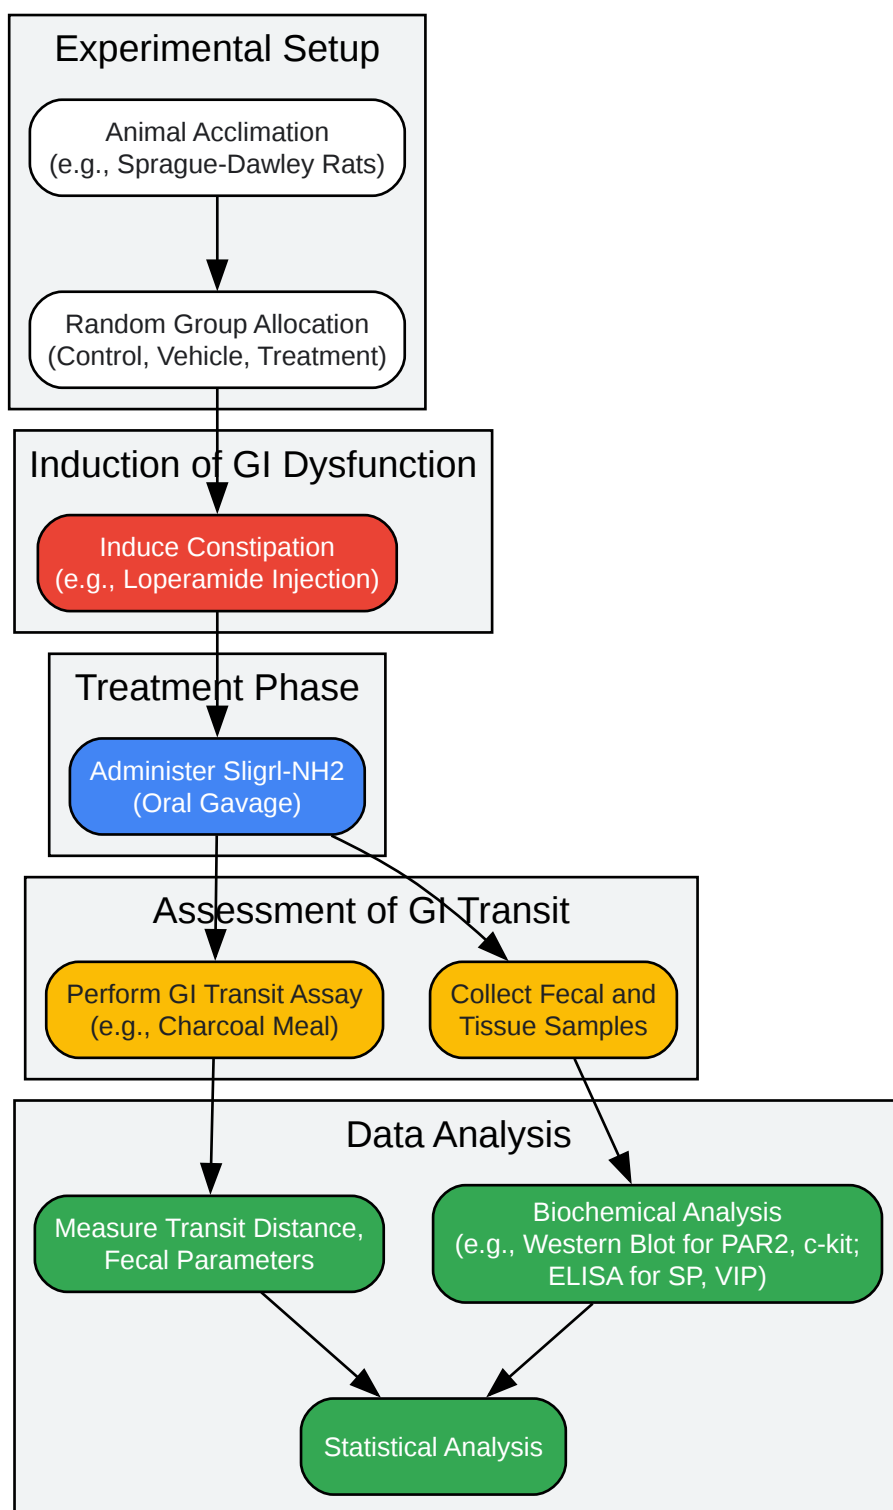 Experimental Setup
Animal Acclimation
(e.g., Sprague-Dawley Rats)
Random Group Allocation
(Control, Vehicle, Treatment)
Induction of GI Dysfunction
Induce Constipation
(e.g., Loperamide Injection)
Treatment Phase
Administer Sligrl-NH2
(Oral Gavage)
Assessment of GI Transit
Perform GI Transit Assay
(e.g., Charcoal Meal)
Collect Fecal and
Tissue Samples
Data Analysis
Measure Transit Distance,
Fecal Parameters
Biochemical Analysis
(e.g., Western Blot for PAR2, c-kit;
ELISA for SP, VIP)
Statistical Analysis